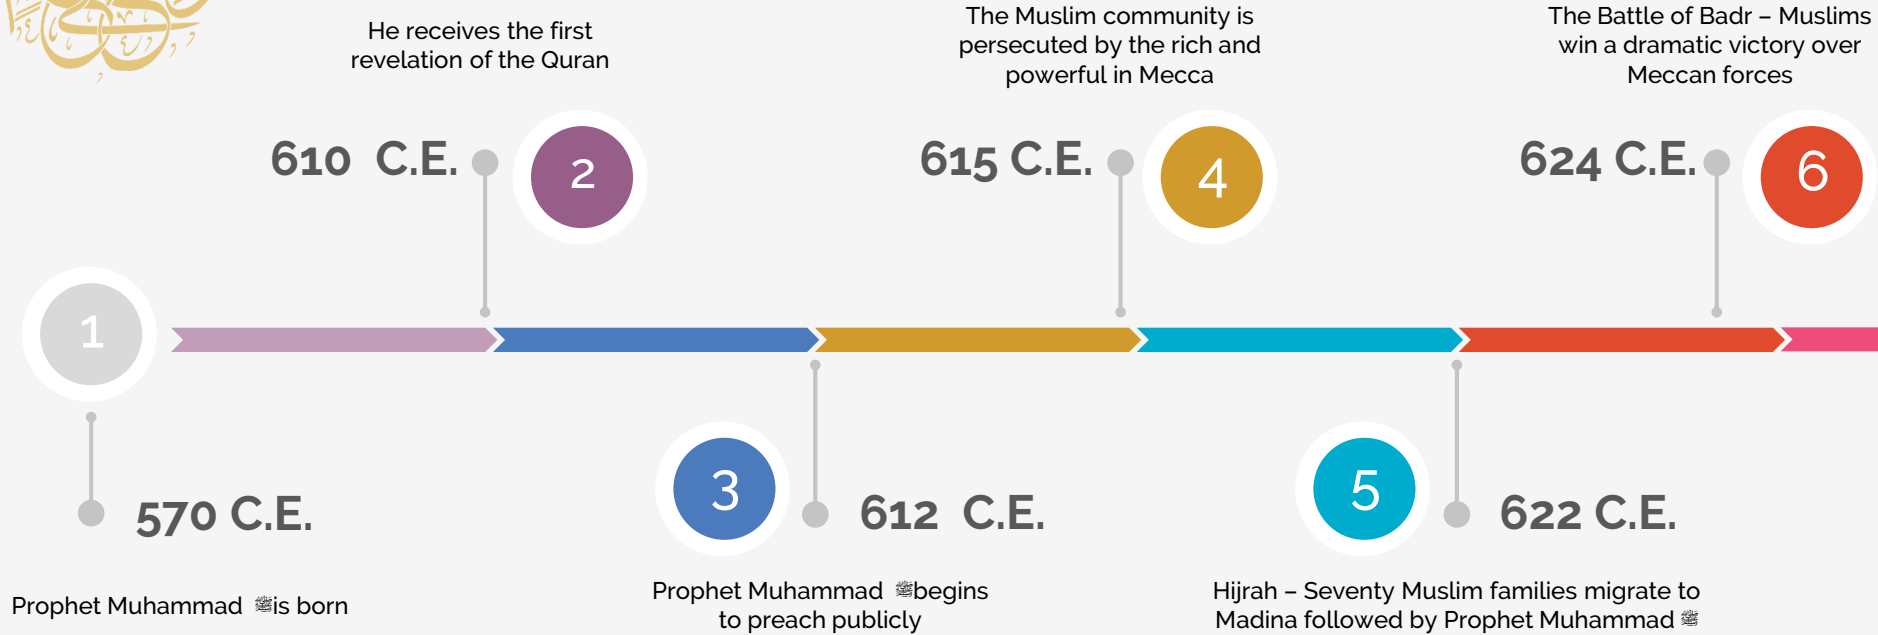 He receives the first
revelation of the Quran
610 C.E.
2
The Muslim community is
persecuted by the rich and
powerful in Mecca
615 C.E.
4
The Battle of Badr – Muslims
win a dramatic victory over
Meccan forces
624 C.E.
6
1
570 C.E.
Prophet Muhammad ﷺ is born
3
612 C.E.
Prophet Muhammad ﷺ begins
to preach publicly
5
622 C.E.
Hijrah – Seventy Muslim families migrate to
Madina followed by Prophet Muhammad ﷺ